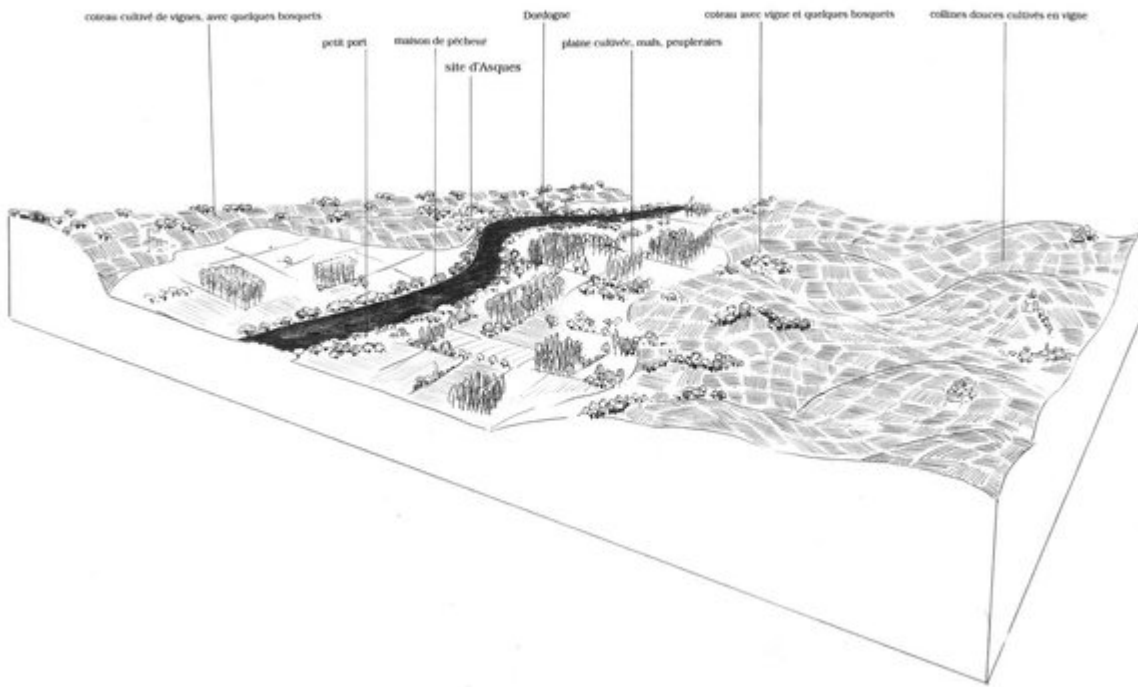 coteau cultivé de vignes, avec quelques bosquets
Dordogne
coteau avec vigne et quelques bosquets
collines douces cultivés en vigne
petit port
maison de pêcheur
plaine cultivée, maïs, peupleraies
site d'Asques